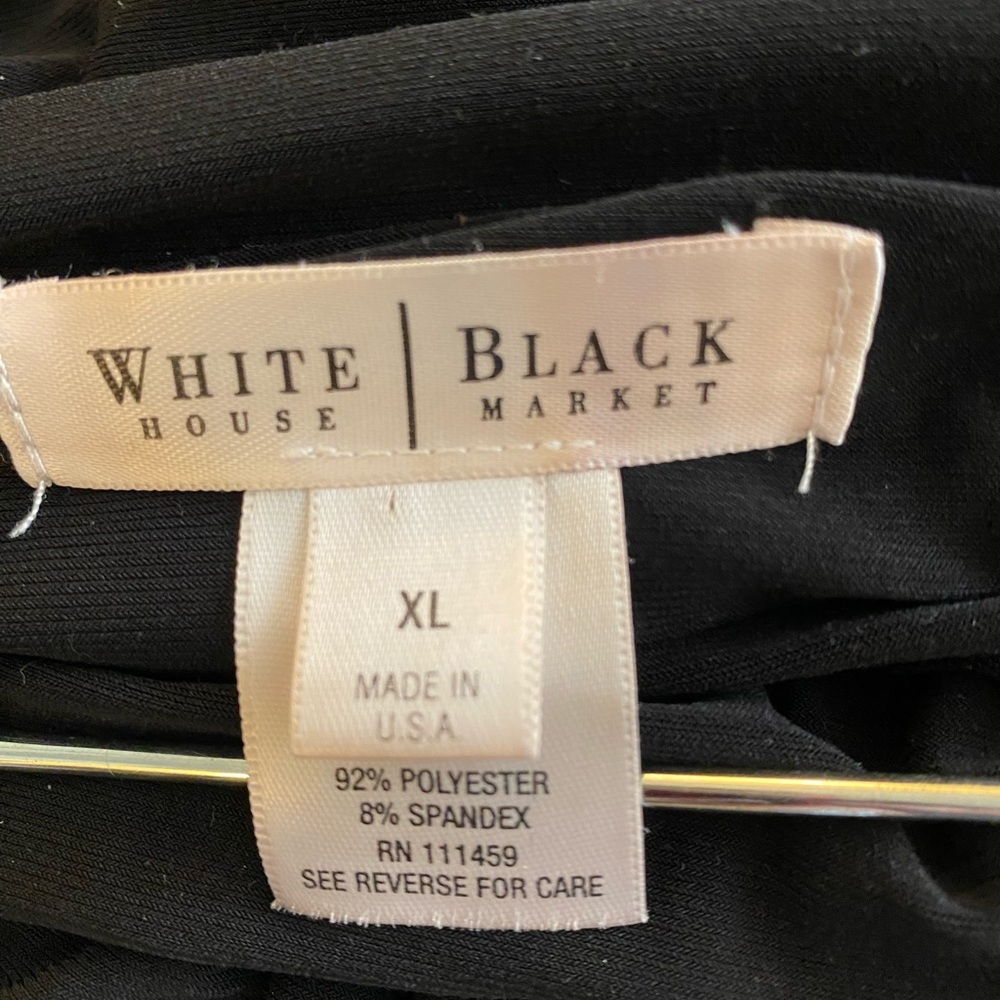 WHITE | BLACK
HOUSE | MARKET
XL
MADE IN
U.S.A.
92% POLYESTER
8% SPANDEX
RN 111459
SEE REVERSE FOR CARE